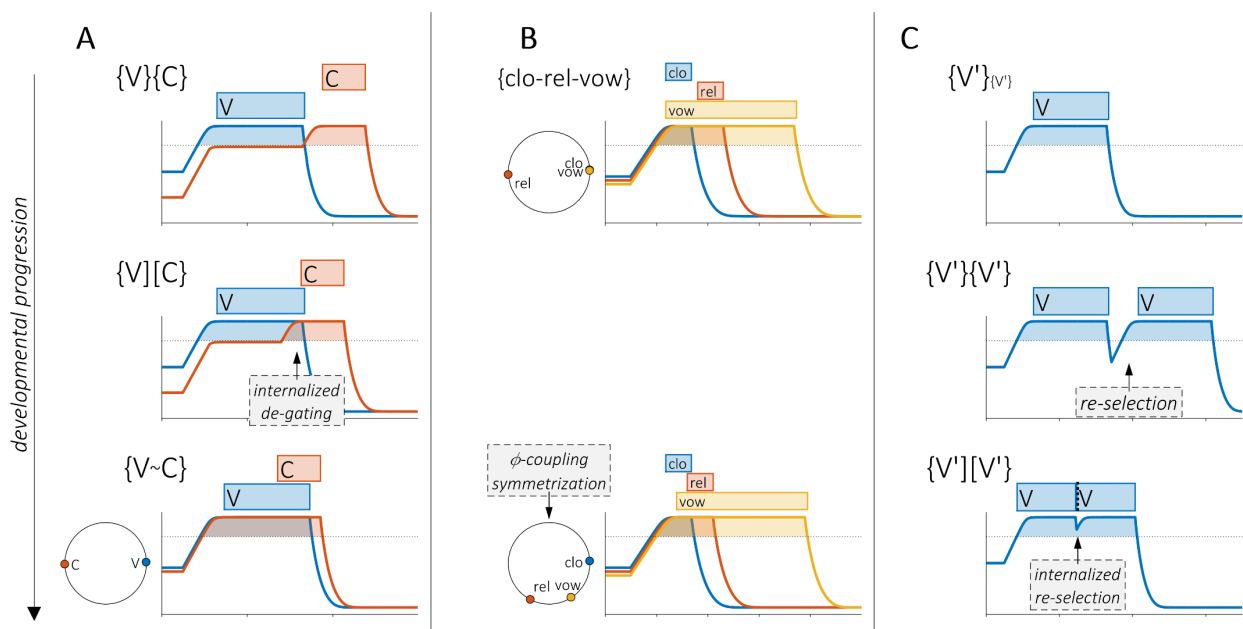 developmental progression
A
{V}{C}
C
V
{V][C}
C
V
internalized
de-gating
{V~C}
C
V
C
V
B
{clo-rel-vow}
clo
rel
vow
clo
vow
rel
ϕ-coupling
symmetrization
clo
rel
vow
clo
rel
vow
C
{V'}{V'}
V
{V'}{V'}
V
V
re-selection
{V'][V'}
V
V
internalized
re-selection